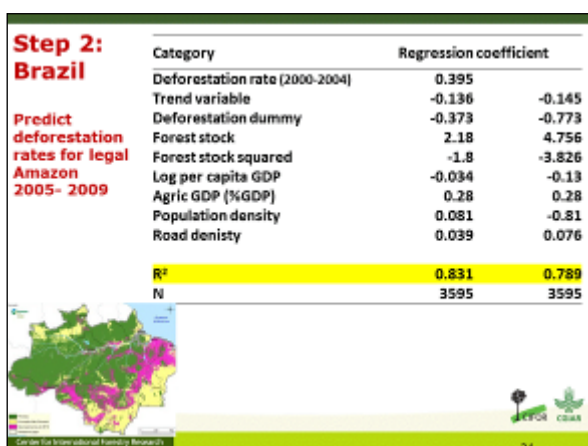 Step 2:
Brazil
Predict
deforestation
rates for legal
Amazon
2005- 2009
Category Regression coefficient
Deforestation rate (2000-2004) 0.395
Trend variable -0.136 -0.145
Deforestation dummy -0.373 -0.773
Forest stock 2.18 4.756
Forest stock squared -1.8 -3.826
Log per capita GDP -0.034 -0.13
Agric GDP (%GDP) 0.28 0.28
Population density 0.081 -0.81
Road denisty 0.039 0.076
R² 0.831 0.789
N 3595 3595
CIFOR CGIAR
Center for International Forestry Research